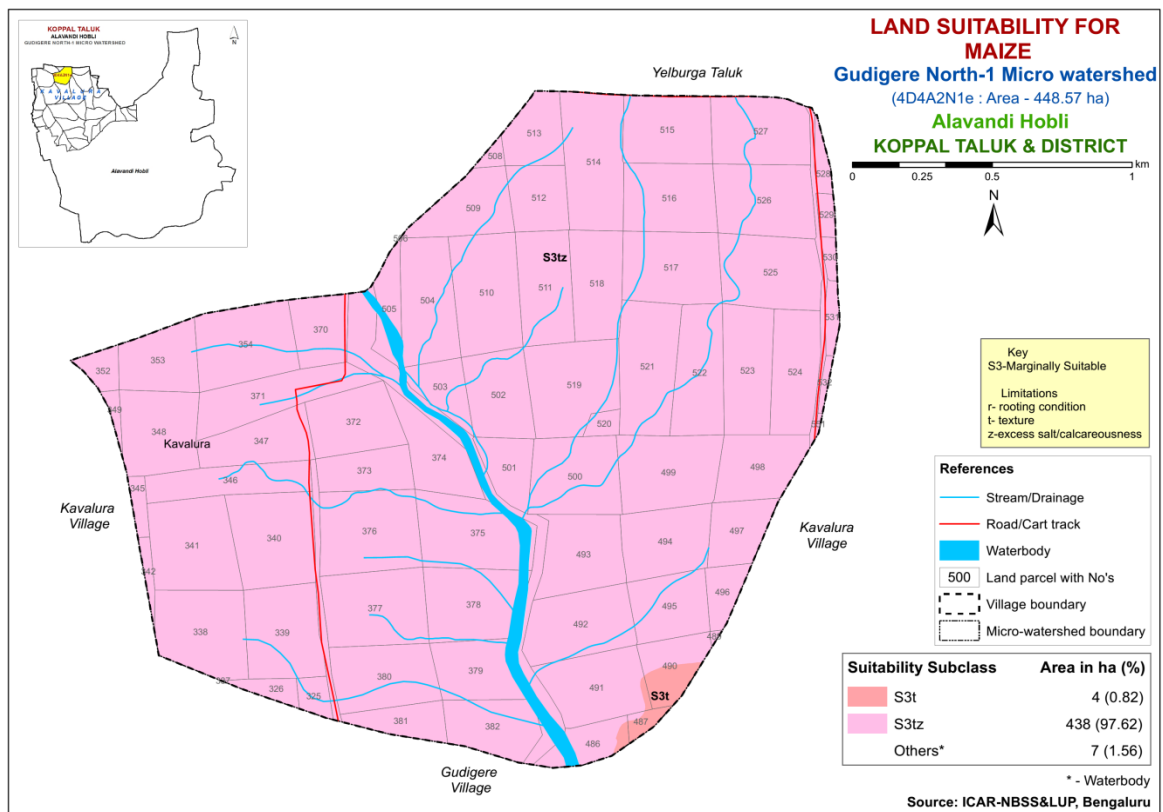 KOPPAL TALUK
ALAVANDI HOBLI
GUDIGERE NORTH-1 MICRO WATERSHED
N
KAVALURA
VILLAGE
Alavandi Hobli
LAND SUITABILITY FOR
MAIZE
Gudigere North-1 Micro watershed
(4D4A2N1e : Area - 448.57 ha)
Alavandi Hobli
KOPPAL TALUK & DISTRICT
km
0 0.25 0.5 1
N
Yelburga Taluk
513 515 527
508 514
528
512 516 526
509 529
506
S3tz 517 530
510 511 518 525
505 504
531
370
354
353
352 503 502 519 521 522 523 524 532
371
349
372 520
348
Kavalura 347 374 501 500 499 498
373
346
345
Kavalura
Village
376 375 497
341 340 493 494
Kavalura
Village
342
378 495 496
377 492
338 339
379 490
380 491 S3t
326 325
381 382 487
486
Gudigere
Village
Key
S3-Marginally Suitable
Limitations
r- rooting condition
t- texture
z-excess salt/calcareousness
References
Stream/Drainage
Road/Cart track
Waterbody
500 Land parcel with No's
Village boundary
Micro-watershed boundary
Suitability Subclass Area in ha (%)
S3t 4 (0.82)
S3tz 438 (97.62)
Others* 7 (1.56)
* - Waterbody
Source: ICAR-NBSS&LUP, Bengaluru